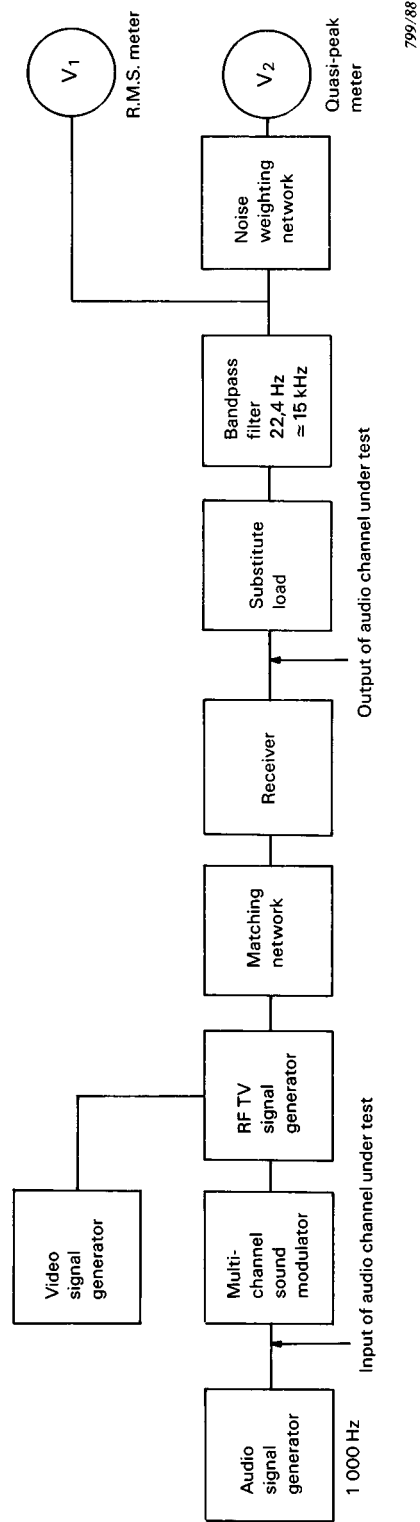 Video
signal
generator
Audio
signal
generator
1 000 Hz
Multi-
channel
sound
modulator
RF TV
signal
generator
Matching
network
Receiver
Substitute
load
Bandpass
filter
22,4 Hz
≃ 15 kHz
Noise
weighting
network
V1
R.M.S. meter
V2
Quasi-peak
meter
Input of audio channel under test
Output of audio channel under test
799/88